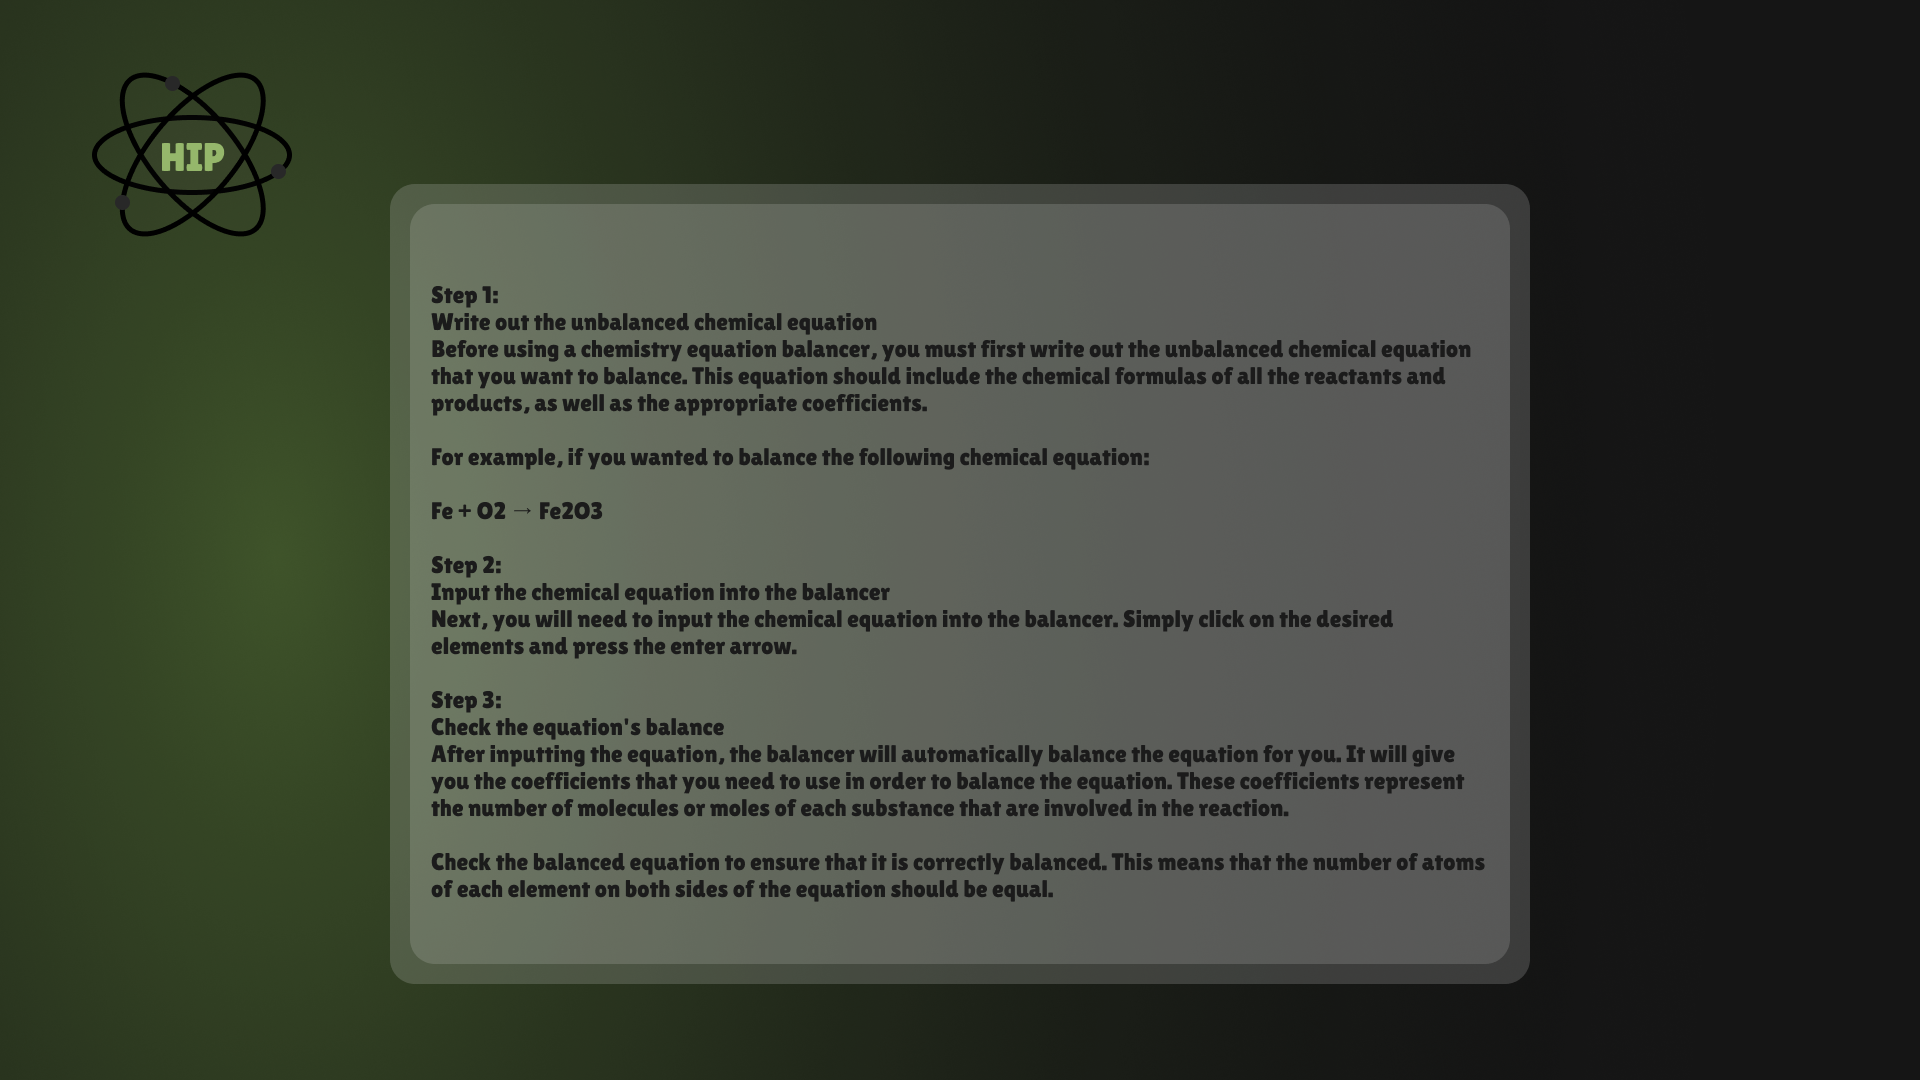 HIP
Step 1:
Write out the unbalanced chemical equation
Before using a chemistry equation balancer, you must first write out the unbalanced chemical equation
that you want to balance. This equation should include the chemical formulas of all the reactants and
products, as well as the appropriate coefficients.
For example, if you wanted to balance the following chemical equation:
Fe + O2 → Fe2O3
Step 2:
Input the chemical equation into the balancer
Next, you will need to input the chemical equation into the balancer. Simply click on the desired
elements and press the enter arrow.
Step 3:
Check the equation's balance
After inputting the equation, the balancer will automatically balance the equation for you. It will give
you the coefficients that you need to use in order to balance the equation. These coefficients represent
the number of molecules or moles of each substance that are involved in the reaction.
Check the balanced equation to ensure that it is correctly balanced. This means that the number of atoms
of each element on both sides of the equation should be equal.